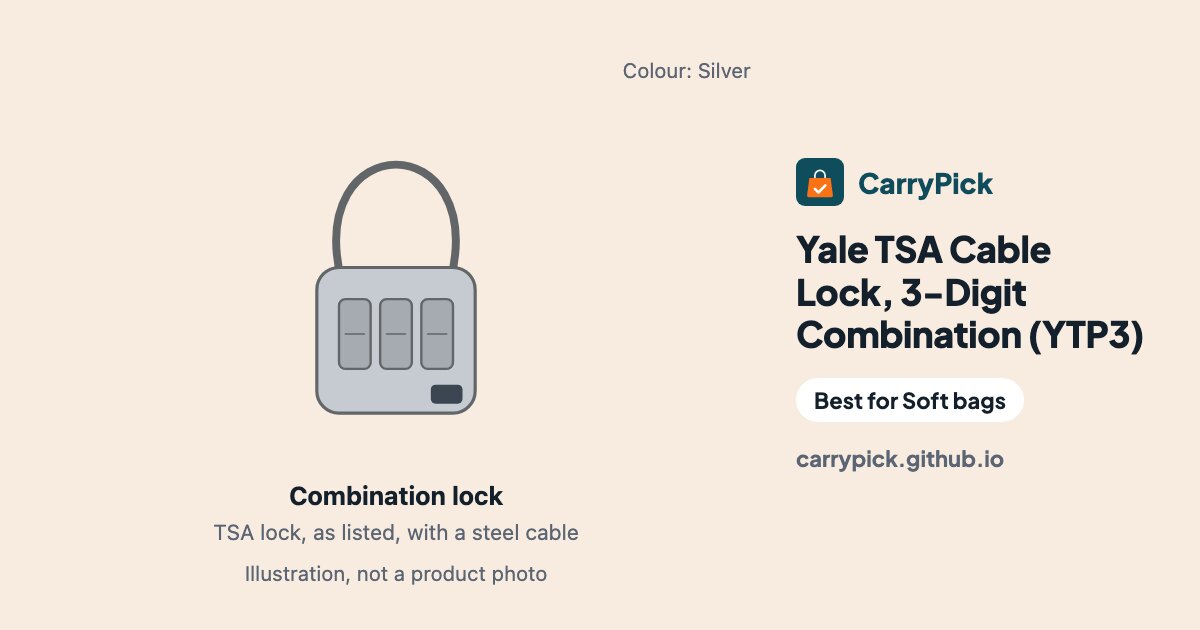 Colour: Silver
CarryPick
Yale TSA Cable
Lock, 3-Digit
Combination (YTP3)
Best for Soft bags
carrypick.github.io
Combination lock
TSA lock, as listed, with a steel cable
Illustration, not a product photo